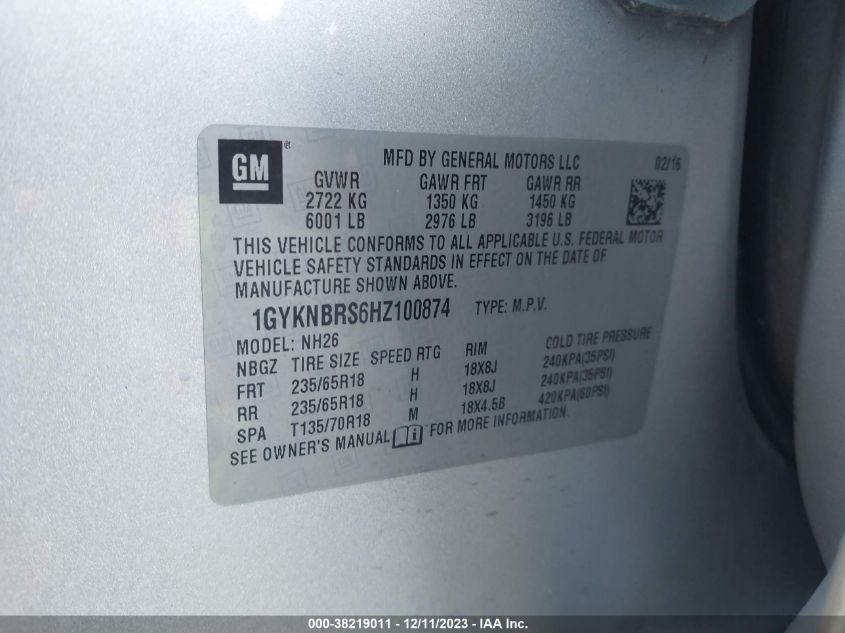 GM®
MFD BY GENERAL MOTORS LLC 02/16
GVWR GAWR FRT GAWR RR
2722 KG 1350 KG 1450 KG
6001 LB 2976 LB 3196 LB
THIS VEHICLE CONFORMS TO ALL APPLICABLE U.S. FEDERAL MOTOR
VEHICLE SAFETY STANDARDS IN EFFECT ON THE DATE OF
MANUFACTURE SHOWN ABOVE.
1GYKNBRS6HZ100874 TYPE: M.P.V.
MODEL: NH26
NBGZ TIRE SIZE SPEED RTG RIM COLD TIRE PRESSURE
FRT 235/65R18 H 18X8J 240KPA(35PSI)
RR 235/65R18 H 18X8J 240KPA(35PSI)
SPA T135/70R18 M 18X4.5B 420KPA(60PSI)
SEE OWNER'S MANUAL FOR MORE INFORMATION.
000-38219011 - 12/11/2023 - IAA Inc.